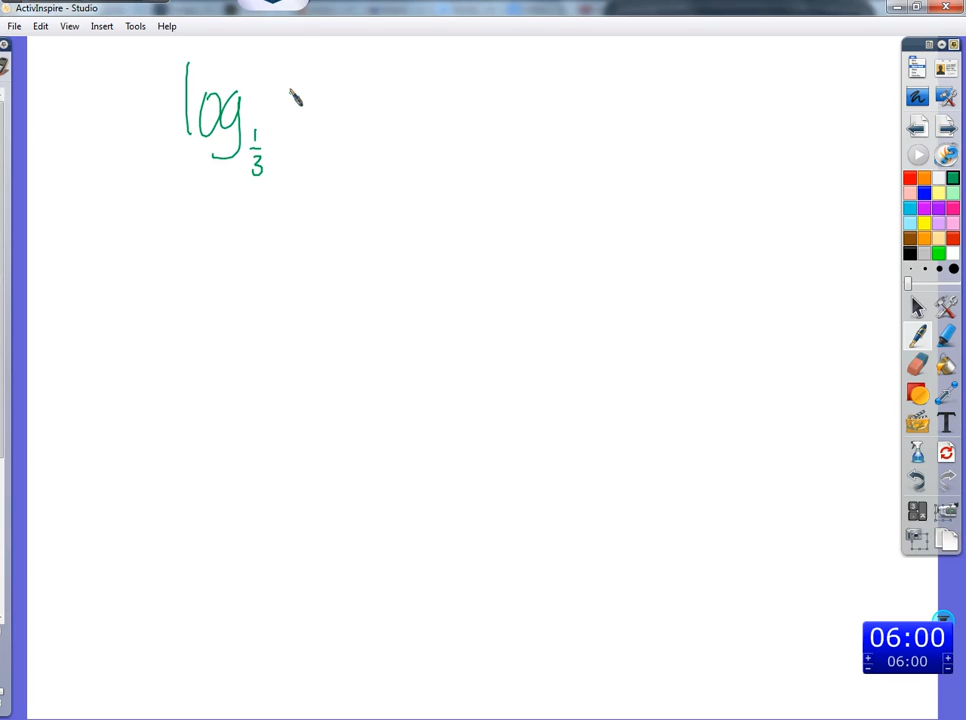 ActivInspire - Studio
File Edit View Insert Tools Help
log 1/3
06:00
06:00